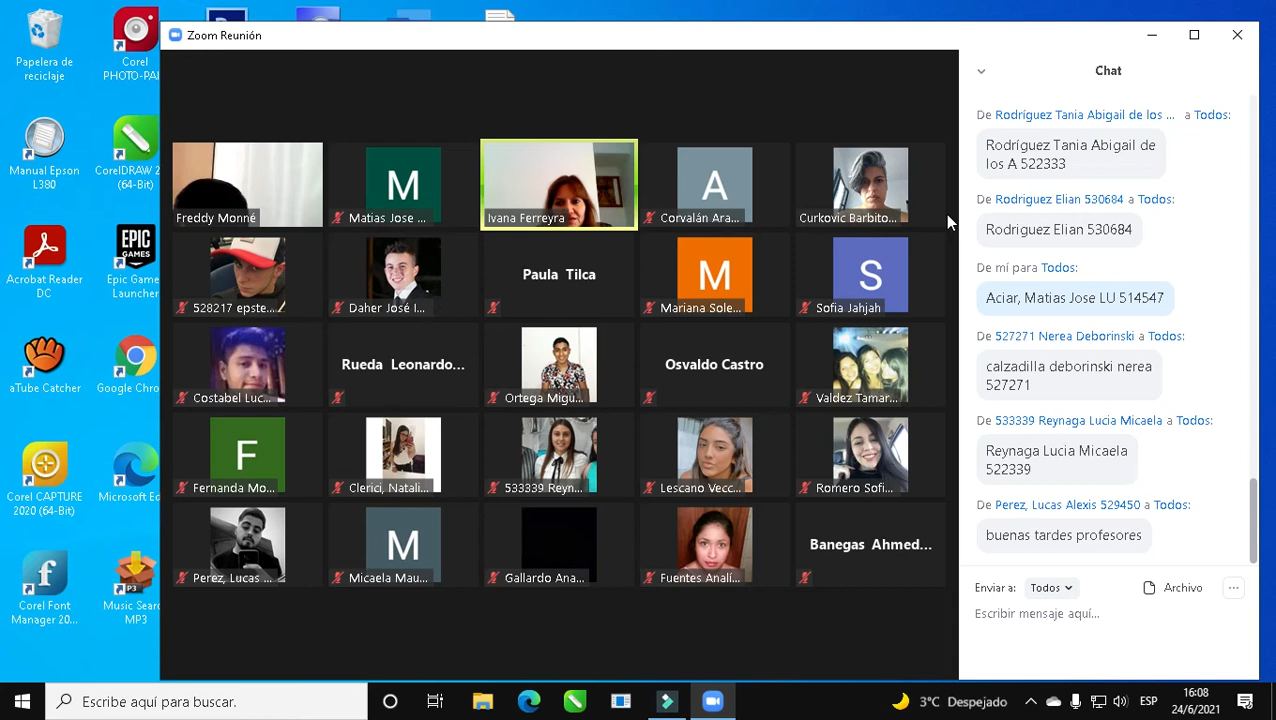 Papelera de
reciclaje
Corel
PHOTO-PAI
Manual Epson
L380
CorelDRAW 2
(64-Bit)
Acrobat Reader
DC
EPIC
GAMES
Epic Game
Launcher
aTube Catcher
Google Chro
Corel CAPTURE
2020 (64-Bit)
Microsoft Ed
Corel Font
Manager 20...
P3
Music Searc
MP3
Zoom Reunión
Freddy Monné
M
Matias Jose ...
Ivana Ferreyra
A
Corvalán Ara...
Curkovic Barbito...
528217 epste...
Daher José I...
Paula Tilca
M
Mariana Sole...
S
Sofia Jahjah
Costabel Luc...
Rueda Leonardo...
Ortega Migu...
Osvaldo Castro
Valdez Tamar...
F
Fernanda Mo...
Clerici, Natali...
533339 Reyn...
Lescano Vecc...
Romero Sofi...
Perez, Lucas ...
M
Micaela Mau...
Gallardo Ana...
Fuentes Analí...
Banegas Ahmed...
Chat
De Rodríguez Tania Abigail de los ... a Todos:
Rodríguez Tania Abigail de
los A 522333
De Rodriguez Elian 530684 a Todos:
Rodriguez Elian 530684
De mí para Todos:
Aciar, Matias Jose LU 514547
De 527271 Nerea Deborinski a Todos:
calzadilla deborinski nerea
527271
De 533339 Reynaga Lucia Micaela a Todos:
Reynaga Lucia Micaela
522339
De Perez, Lucas Alexis 529450 a Todos:
buenas tardes profesores
Enviar a: Todos
Archivo
Escribir mensaje aquí...
Escribe aquí para buscar.
3°C Despejado
ESP
16:08
24/6/2021